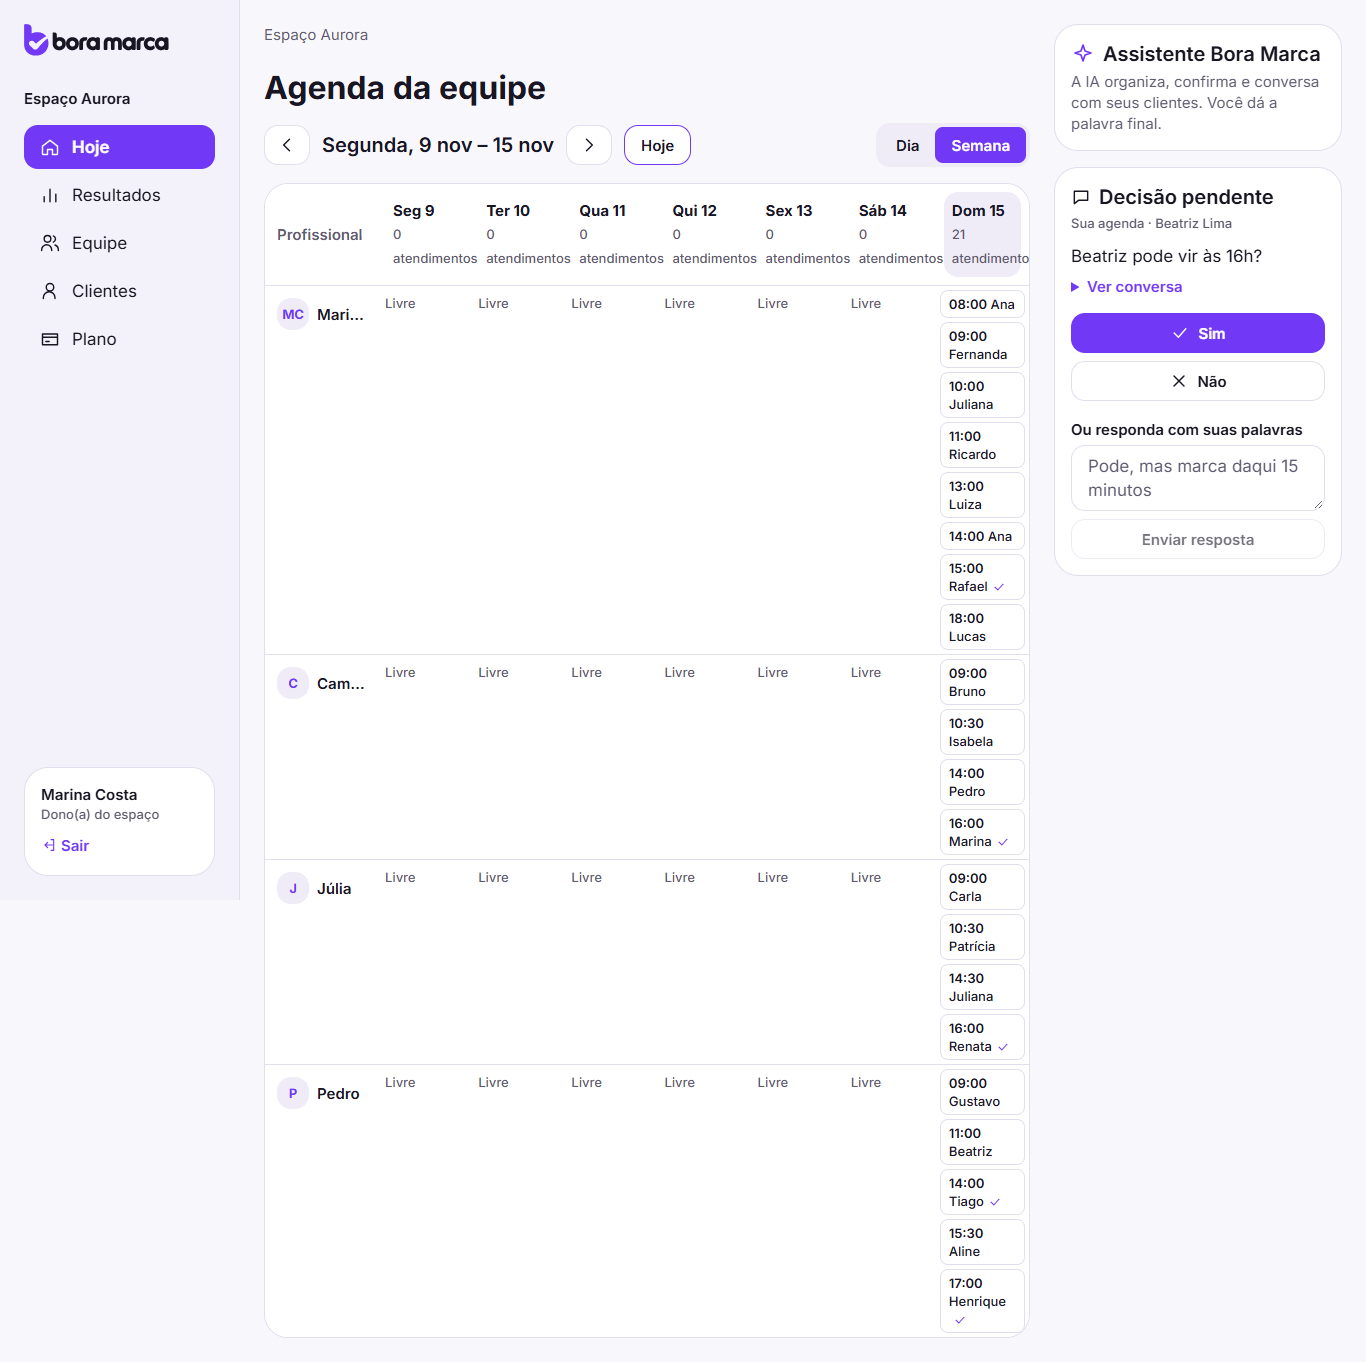 bora marca
Espaço Aurora
Hoje
Resultados
Equipe
Clientes
Plano
Marina Costa
Dono(a) do espaço
Sair
Espaço Aurora
Agenda da equipe
Segunda, 9 nov – 15 nov
Hoje
Dia
Semana
Profissional
Seg 9
0
atendimentos
Ter 10
0
atendimentos
Qua 11
0
atendimentos
Qui 12
0
atendimentos
Sex 13
0
atendimentos
Sáb 14
0
atendimentos
Dom 15
21
atendimento
MC
Mari...
Livre
Livre
Livre
Livre
Livre
Livre
08:00 Ana
09:00
Fernanda
10:00
Juliana
11:00
Ricardo
13:00
Luiza
14:00 Ana
15:00
Rafael
18:00
Lucas
C
Cam...
Livre
Livre
Livre
Livre
Livre
Livre
09:00
Bruno
10:30
Isabela
14:00
Pedro
16:00
Marina
J
Júlia
Livre
Livre
Livre
Livre
Livre
Livre
09:00
Carla
10:30
Patrícia
14:30
Juliana
16:00
Renata
P
Pedro
Livre
Livre
Livre
Livre
Livre
Livre
09:00
Gustavo
11:00
Beatriz
14:00
Tiago
15:30
Aline
17:00
Henrique
Assistente Bora Marca
A IA organiza, confirma e conversa
com seus clientes. Você dá a
palavra final.
Decisão pendente
Sua agenda · Beatriz Lima
Beatriz pode vir às 16h?
Ver conversa
Sim
Não
Ou responda com suas palavras
Pode, mas marca daqui 15
minutos
Enviar resposta